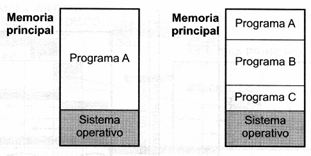 Memoria
principal
Programa A
Sistema
operativo
Memoria
principal
Programa A
Programa B
Programa C
Sistema
operativo